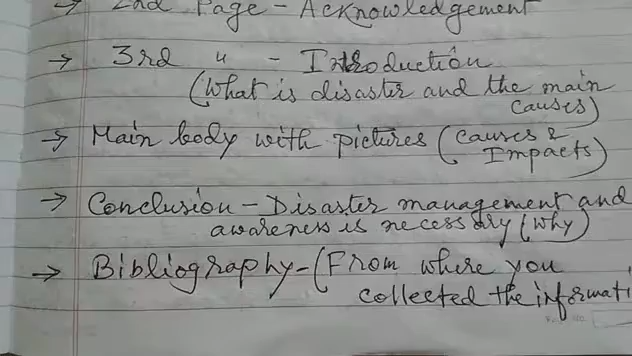 → 2nd Page - Acknowledgement
→ 3rd " - Introduction
(What is disaster and the main
causes)
→ Main body with pictures (causes &
Impacts)
→ Conclusion - Disaster management and
awareness is necessary (why)
→ Bibliography - (From where you
collected the informati